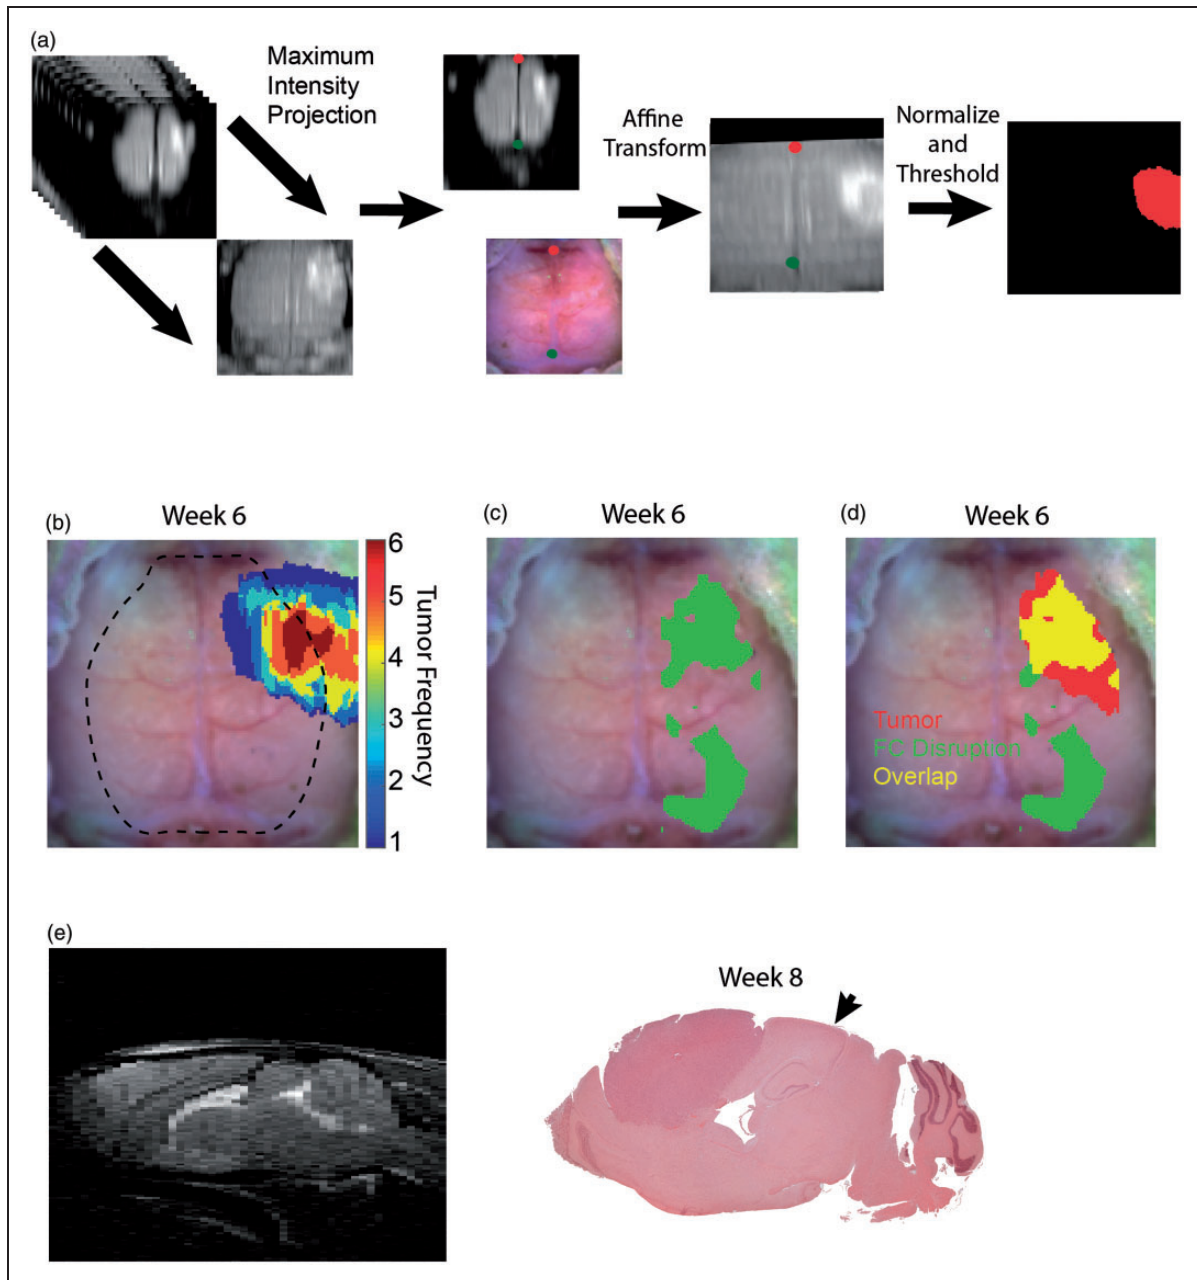 (a)
Maximum
Intensity
Projection
Affine
Transform
Normalize
and
Threshold
(b)
Week 6
6
5
4
3
2
1
Tumor Frequency
(c)
Week 6
(d)
Week 6
Tumor
FC Disruption
Overlap
(e)
Week 8